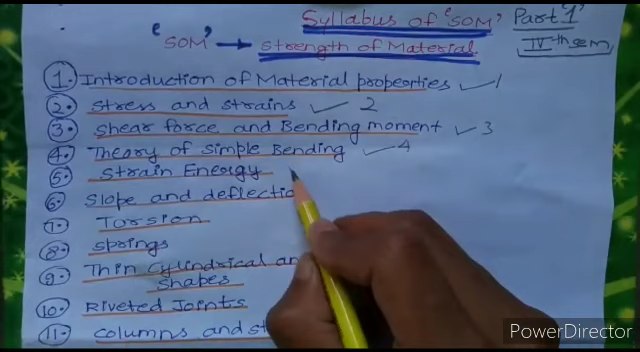 Syllabus of 'SOM' Part '1'
'SOM' → Strength of Material IVth sem
1. Introduction of Material properties ✓ 1
2. Stress and strains ✓ 2
3. Shear force and Bending moment ✓ 3
4. Theory of simple Bending ✓ 4
5. Strain Energy
6. Slope and deflectio
7. Torsion
8. springs
9. Thin cylindrical an
shapes
10. Riveted Joints
11. columns and st
PowerDirector